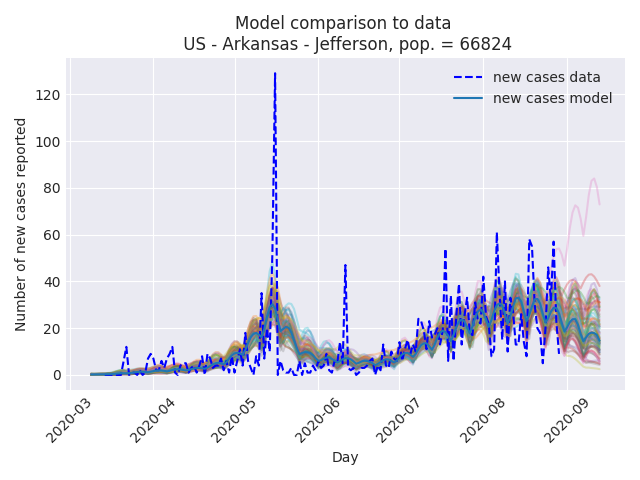 Model comparison to data
US - Arkansas - Jefferson, pop. = 66824
new cases data
new cases model
Number of new cases reported
120
100
80
60
40
20
0
2020-03
2020-04
2020-05
2020-06
2020-07
2020-08
2020-09
Day